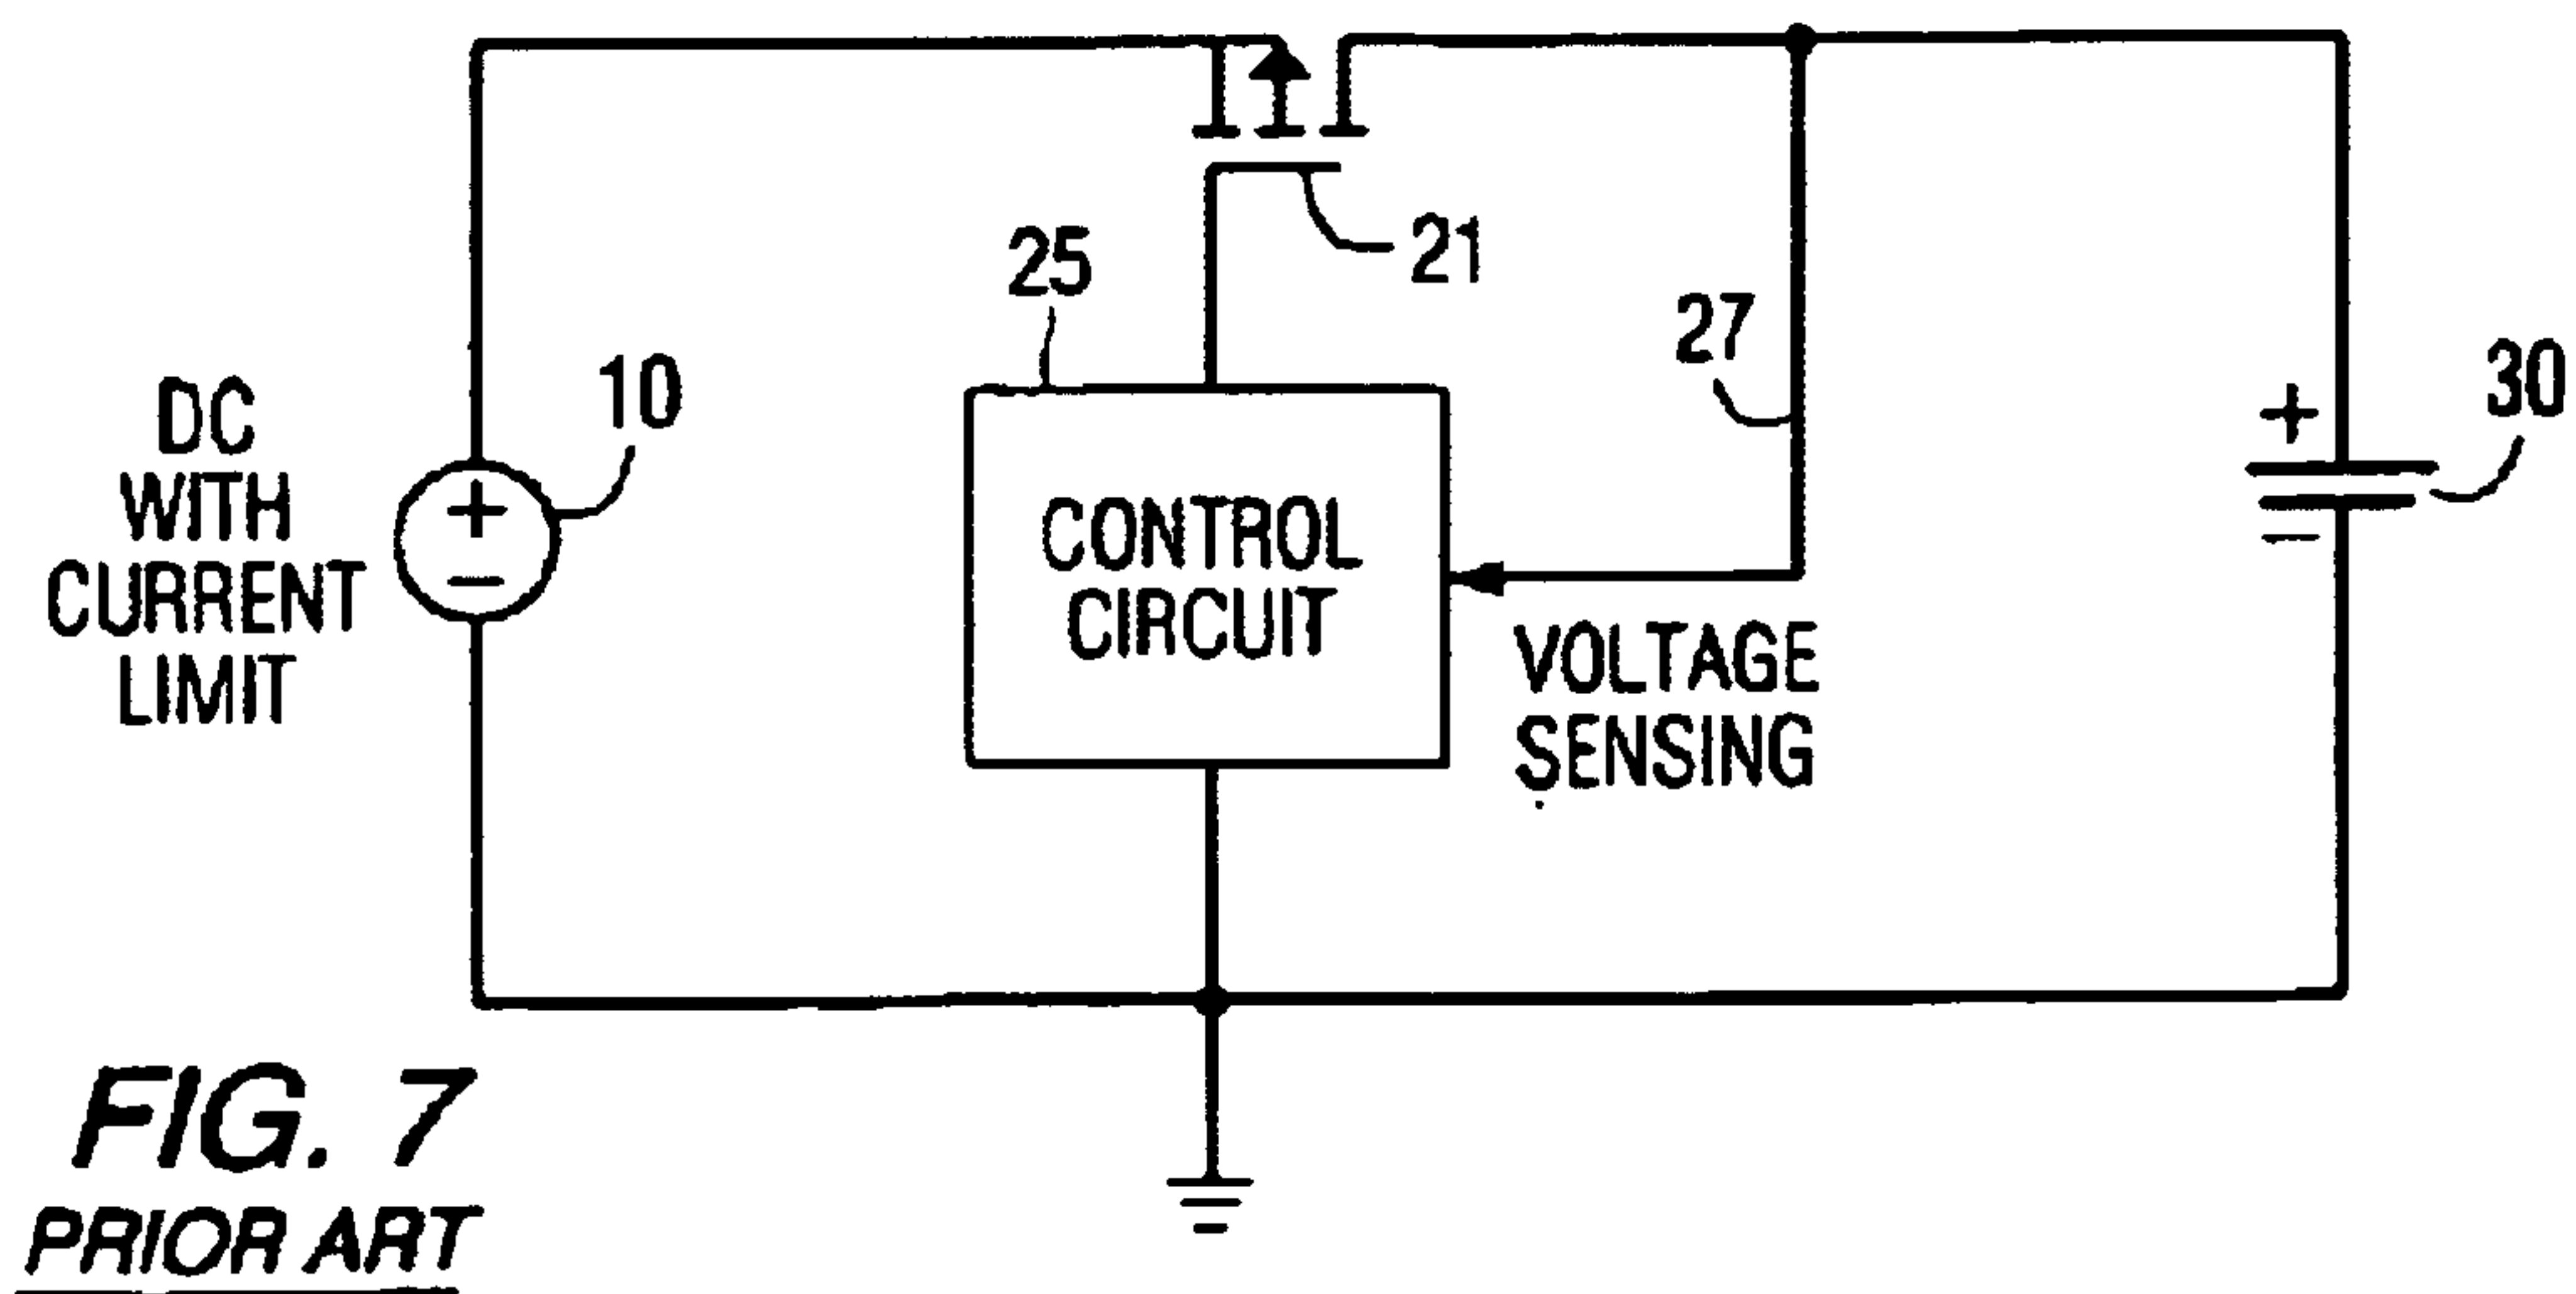 21
25
27
10
30
DC
WITH
CURRENT
LIMIT
+
−
CONTROL
CIRCUIT
+
−
VOLTAGE
SENSING
FIG. 7
PRIOR ART